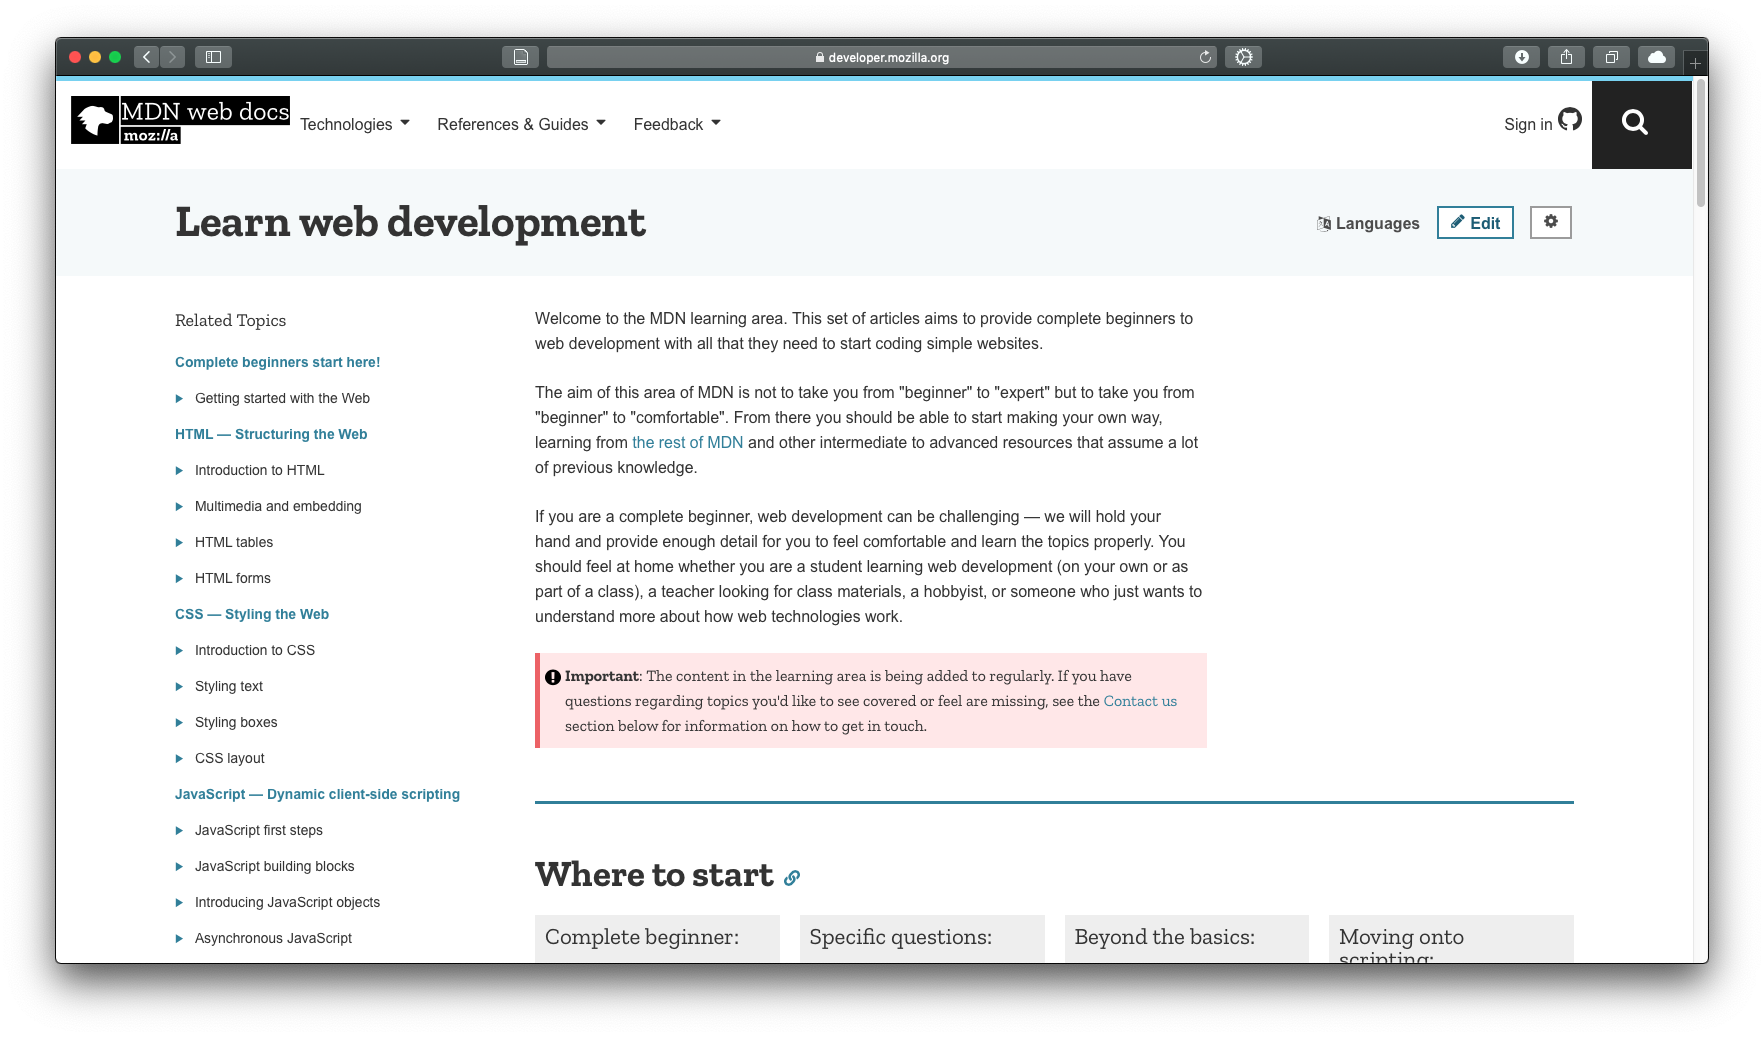 developer.mozilla.org
MDN web docs
moz://a
Technologies
References & Guides
Feedback
Sign in
Learn web development
Languages
Edit
Related Topics
Complete beginners start here!
Getting started with the Web
HTML — Structuring the Web
Introduction to HTML
Multimedia and embedding
HTML tables
HTML forms
CSS — Styling the Web
Introduction to CSS
Styling text
Styling boxes
CSS layout
JavaScript — Dynamic client-side scripting
JavaScript first steps
JavaScript building blocks
Introducing JavaScript objects
Asynchronous JavaScript
Welcome to the MDN learning area. This set of articles aims to provide complete beginners to
web development with all that they need to start coding simple websites.
The aim of this area of MDN is not to take you from "beginner" to "expert" but to take you from
"beginner" to "comfortable". From there you should be able to start making your own way,
learning from the rest of MDN and other intermediate to advanced resources that assume a lot
of previous knowledge.
If you are a complete beginner, web development can be challenging — we will hold your
hand and provide enough detail for you to feel comfortable and learn the topics properly. You
should feel at home whether you are a student learning web development (on your own or as
part of a class), a teacher looking for class materials, a hobbyist, or someone who just wants to
understand more about how web technologies work.
Important: The content in the learning area is being added to regularly. If you have
questions regarding topics you'd like to see covered or feel are missing, see the Contact us
section below for information on how to get in touch.
Where to start
Complete beginner:
Specific questions:
Beyond the basics:
Moving onto
scripting: